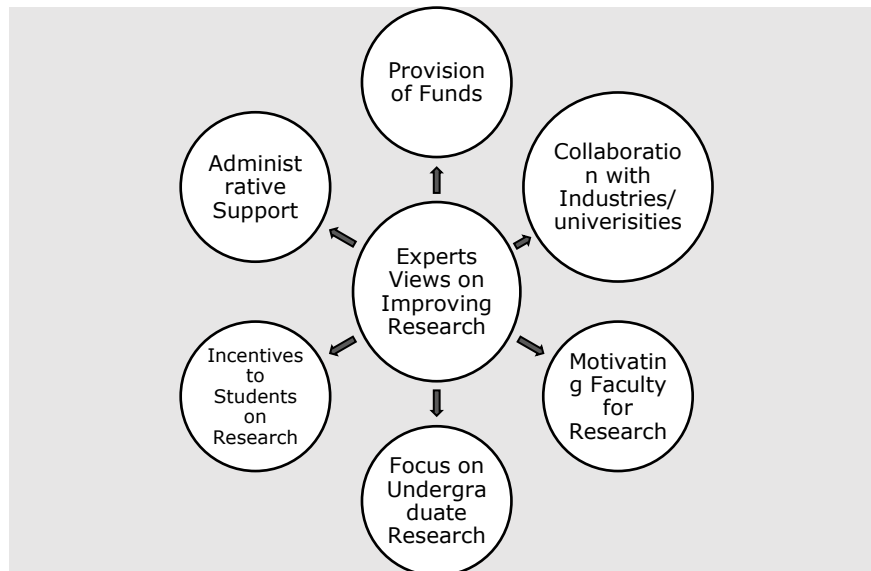 Provision
of Funds
Administ
rative
Support
Collaboratio
n with
Industries/
univerisities
Experts
Views on
Improving
Research
Incentives
to
Students
on
Research
Motivatin
g Faculty
for
Research
Focus on
Undergra
duate
Research